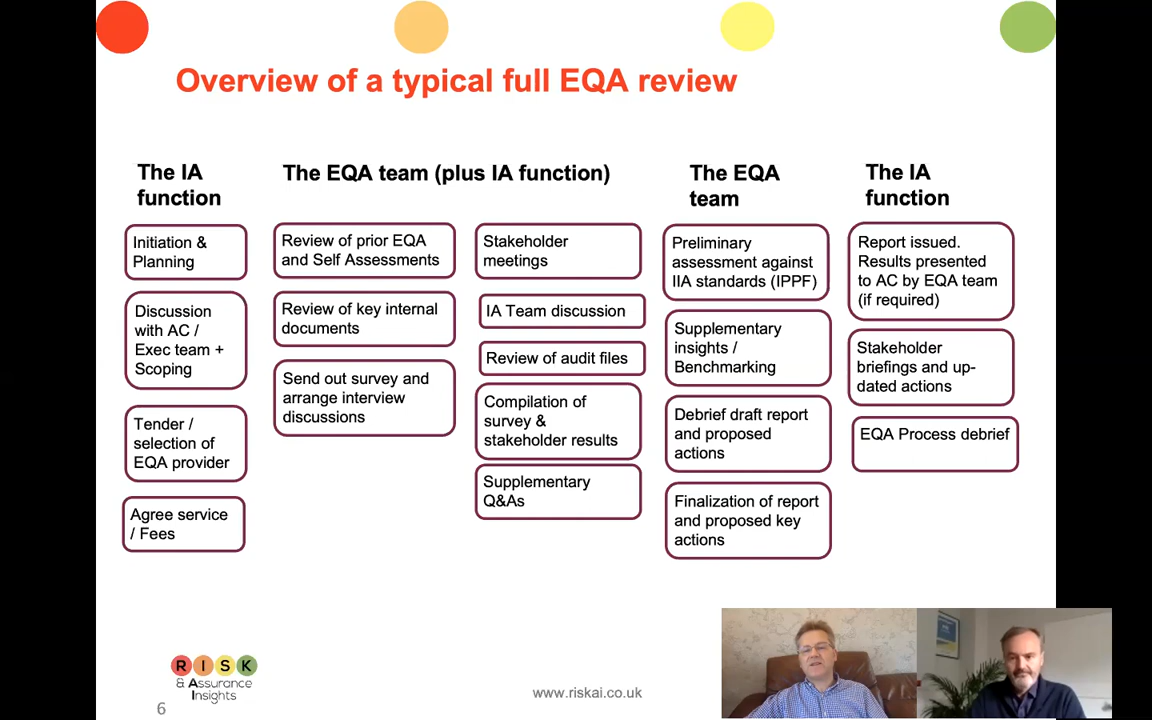 Overview of a typical full EQA review
The IA
function
Initiation &
Planning
Discussion
with AC /
Exec team +
Scoping
Tender /
selection of
EQA provider
Agree service
/ Fees
The EQA team (plus IA function)
Review of prior EQA
and Self Assessments
Review of key internal
documents
Send out survey and
arrange interview
discussions
Stakeholder
meetings
IA Team discussion
Review of audit files
Compilation of
survey &
stakeholder results
Supplementary
Q&As
The EQA
team
Preliminary
assessment against
IIA standards (IPPF)
Supplementary
insights /
Benchmarking
Debrief draft report
and proposed
actions
Finalization of report
and proposed key
actions
The IA
function
Report issued.
Results presented
to AC by EQA team
(if required)
Stakeholder
briefings and up-
dated actions
EQA Process debrief
RISK
& Assurance
Insights
www.riskai.co.uk
6